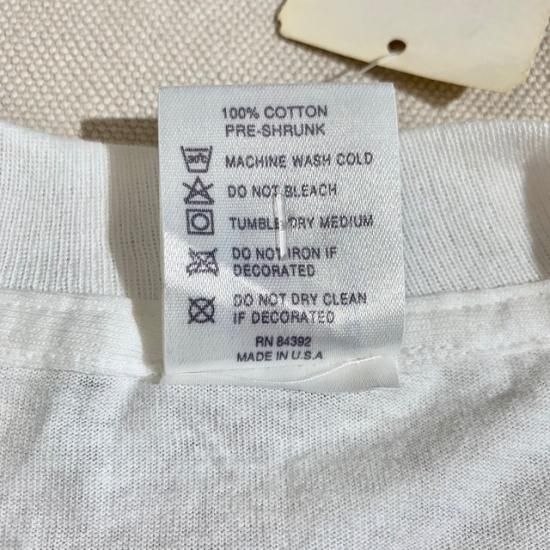 100% COTTON
PRE-SHRUNK
30°C
MACHINE WASH COLD
DO NOT BLEACH
TUMBLE DRY MEDIUM
DO NOT IRON IF
DECORATED
DO NOT DRY CLEAN
IF DECORATED
RN 84392
MADE IN U.S.A